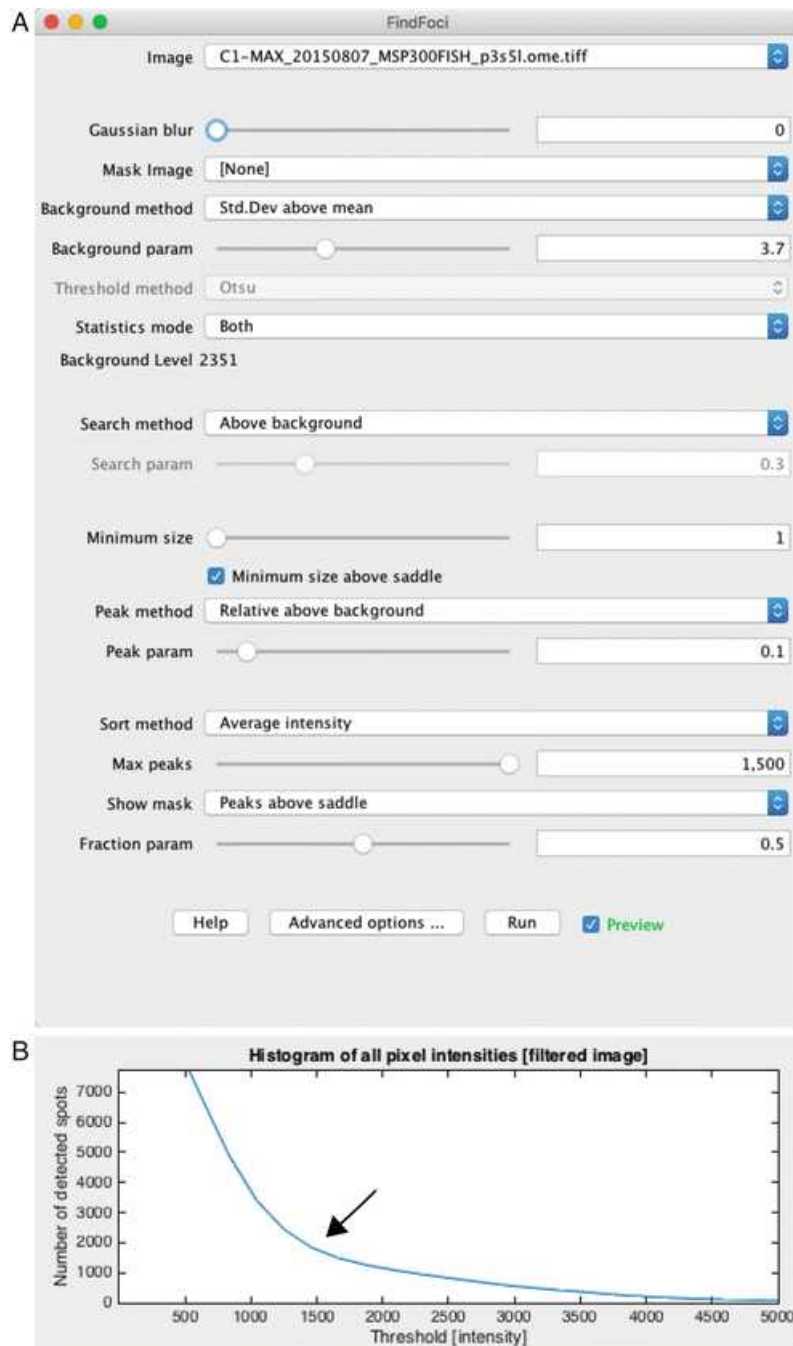 A
FindFoci
Image C1-MAX_20150807_MSP300FISH_p3s5l.ome.tiff
Gaussian blur 0
Mask Image [None]
Background method Std.Dev above mean
Background param 3.7
Threshold method Otsu
Statistics mode Both
Background Level 2351
Search method Above background
Search param 0.3
Minimum size 1
Minimum size above saddle
Peak method Relative above background
Peak param 0.1
Sort method Average intensity
Max peaks 1,500
Show mask Peaks above saddle
Fraction param 0.5
Help Advanced options ... Run Preview
B
Histogram of all pixel intensities [filtered image]
Number of detected spots
7000
6000
5000
4000
3000
2000
1000
0
500 1000 1500 2000 2500 3000 3500 4000 4500 5000
Threshold [intensity]